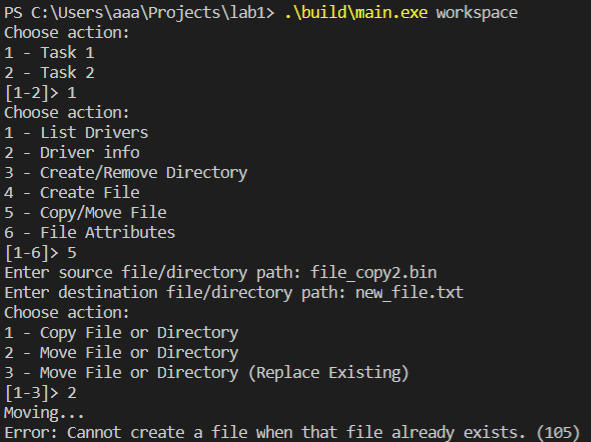 PS C:\Users\aaa\Projects\lab1> .\build\main.exe workspace
Choose action:
1 - Task 1
2 - Task 2
[1-2]> 1
Choose action:
1 - List Drivers
2 - Driver info
3 - Create/Remove Directory
4 - Create File
5 - Copy/Move File
6 - File Attributes
[1-6]> 5
Enter source file/directory path: file_copy2.bin
Enter destination file/directory path: new_file.txt
Choose action:
1 - Copy File or Directory
2 - Move File or Directory
3 - Move File or Directory (Replace Existing)
[1-3]> 2
Moving...
Error: Cannot create a file when that file already exists. (105)